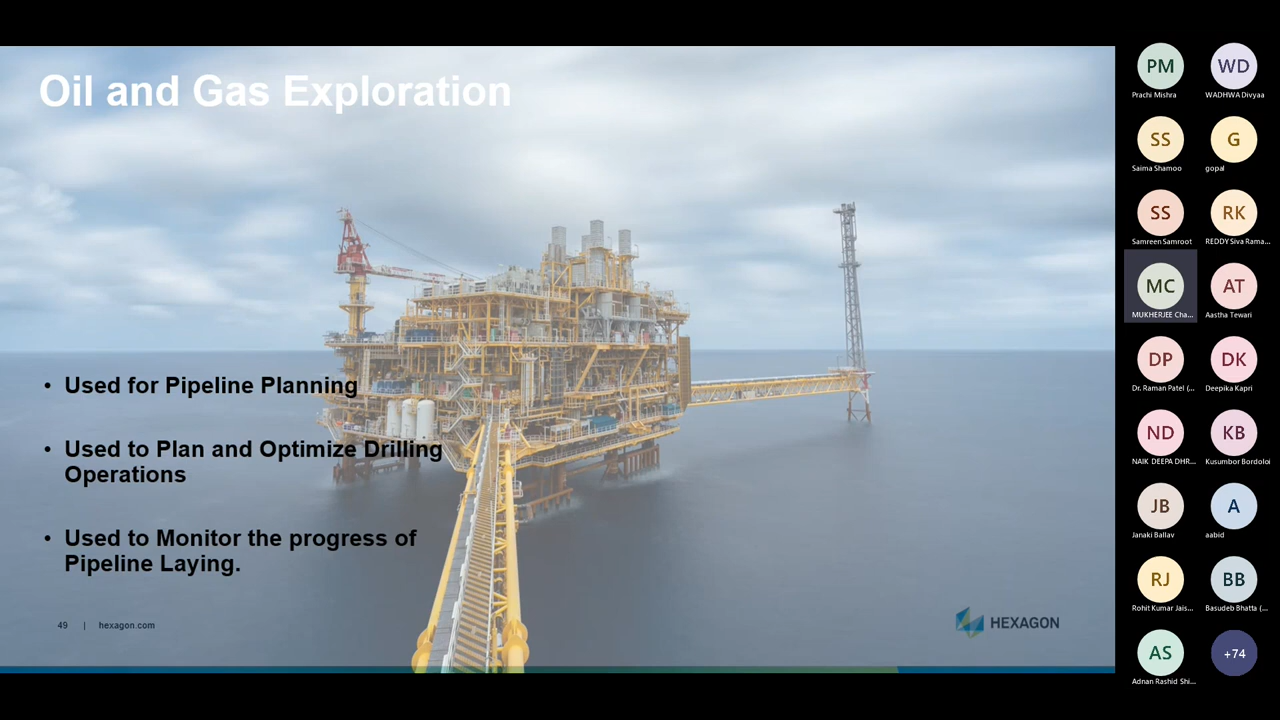 Oil and Gas Exploration
• Used for Pipeline Planning
• Used to Plan and Optimize Drilling
Operations
• Used to Monitor the progress of
Pipeline Laying.
49 | hexagon.com
HEXAGON
PM
Prachi Mishra
WD
WADHWA Divyaa
SS
Saima Shamoo
G
gopal
SS
Samreen Samroot
RK
REDDY Siva Rama...
MC
MUKHERJEE Cha...
AT
Aastha Tewari
DP
Dr. Raman Patel (...
DK
Deepika Kapri
ND
NAIK DEEPA DHR...
KB
Kusumbor Bordoloi
JB
Janaki Ballav
A
aabid
RJ
Rohit Kumar Jais...
BB
Basudeb Bhatta (...
AS
Adnan Rashid Shi...
+74